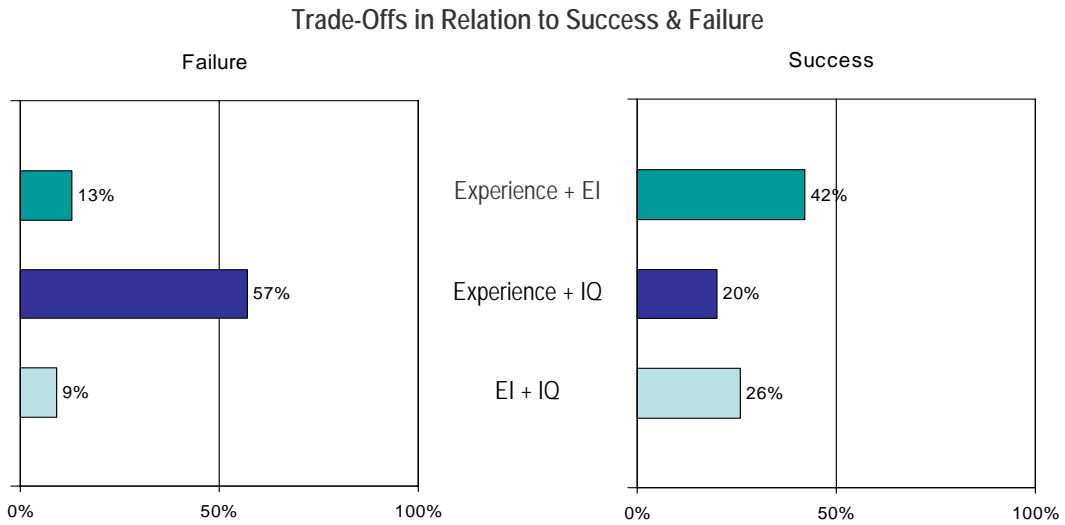 Trade-Offs in Relation to Success & Failure
Failure
Success
13%
Experience + EI
42%
57%
Experience + IQ
20%
9%
EI + IQ
26%
0%
50%
100%
0%
50%
100%